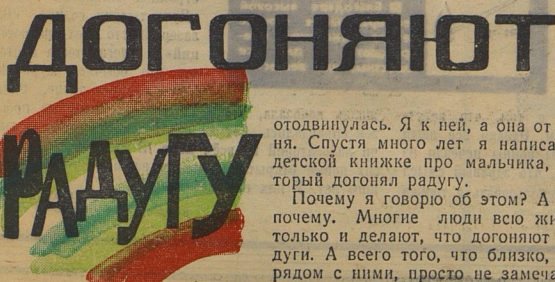 ДОГОНЯЮТ
РАДУГУ
отодвинулась. Я к ней, а она от
ня. Спустя много лет я написа
детской книжке про мальчика,
торый догонял радугу.
Почему я говорю об этом? А
почему. Многие люди всю жи
только и делают, что догоняют
дуги. А всего того, что близко,
рядом с ними, просто не замеча